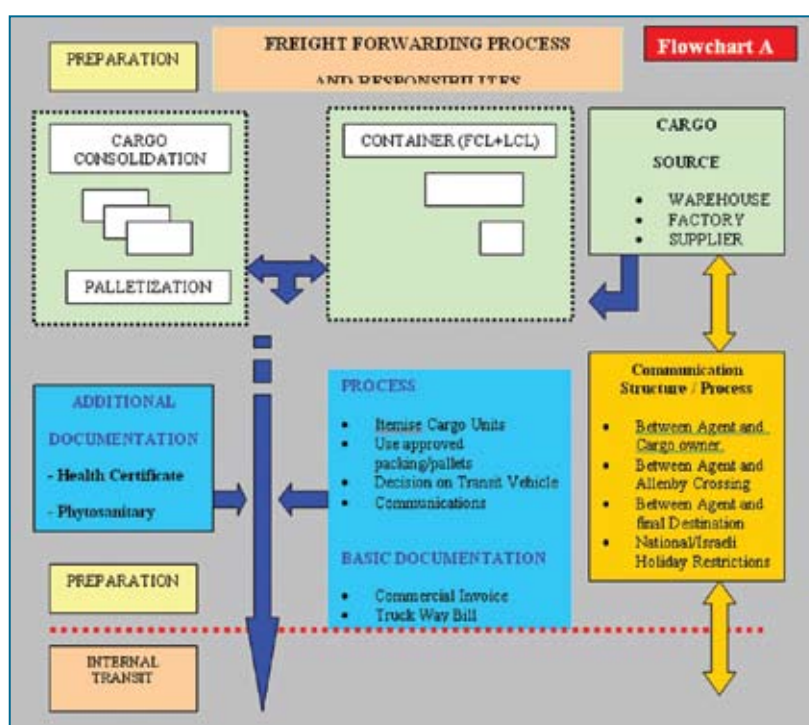 PREPARATION
FREIGHT FORWARDING PROCESS
AND RESPONSIBILITES
Flowchart A
CARGO
CONSOLIDATION
PALLETIZATION
CONTAINER (FCL+LCL)
CARGO
SOURCE
• WAREHOUSE
• FACTORY
• SUPPLIER
ADDITIONAL
DOCUMENTATION
- Health Certificate
- Phytosanitary
PROCESS
• Itemise Cargo Units
• Use approved
packing/pallets
• Decision on Transit Vehicle
• Communications
BASIC DOCUMENTATION
• Commercial Invoice
• Truck Way Bill
Communication
Structure / Process
• Between Agent and
Cargo owner.
• Between Agent and
Allenby Crossing
• Between Agent and
final Destination
• National/Israeli
Holiday Restrictions
PREPARATION
INTERNAL
TRANSIT